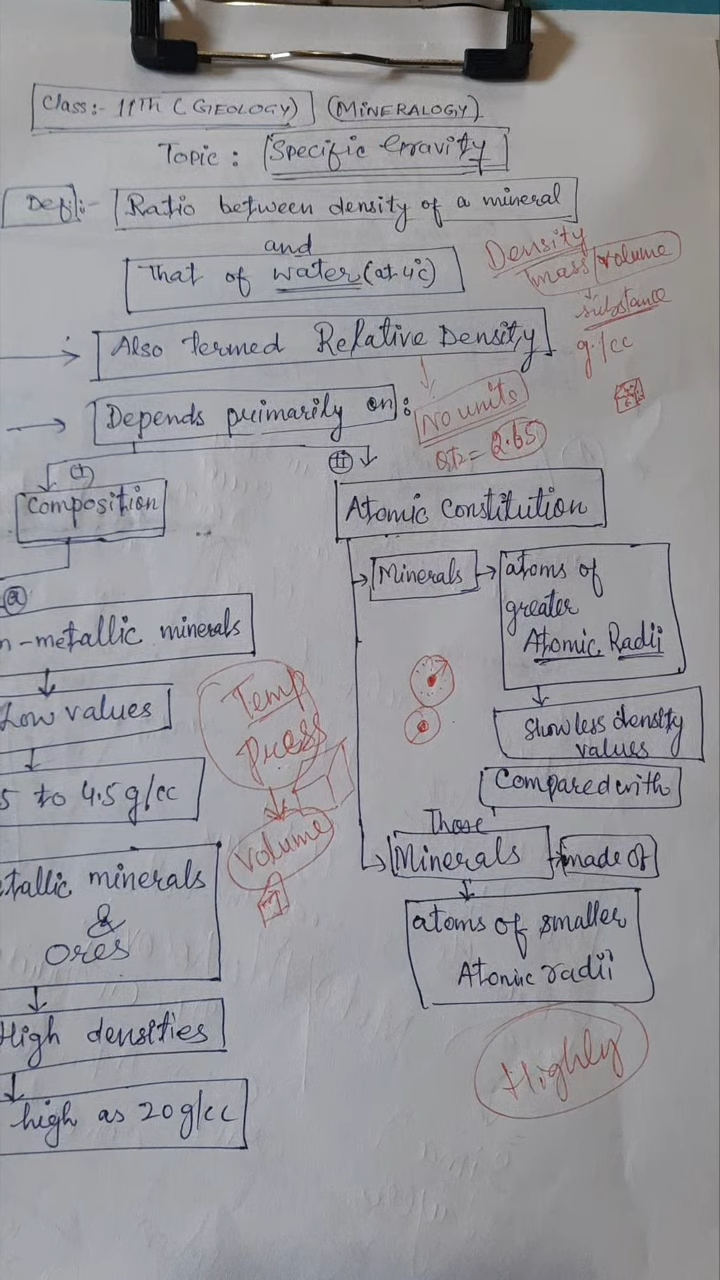 Class:- 11TH (GEOLOGY) (MINERALOGY)
Topic: Specific Gravity
Defi:- Ratio between density of a mineral
and
That of water (at 4°c)
Density
mass/volume
substance
g./cc
Also termed Relative Density
No units
QTZ = 2.65
Depends primarily on:
(I)
Composition
(a)
n-metallic minerals
Low values
5 to 4.5 g/cc
etallic minerals
&
ores
High densities
high as 20 g/cc
Temp
press
volume
(II)
Atomic constitution
Minerals
atoms of
greater
Atomic Radii
Show less density
values
Compared with
Those
Minerals made of
atoms of smaller
Atomic radii
Highly